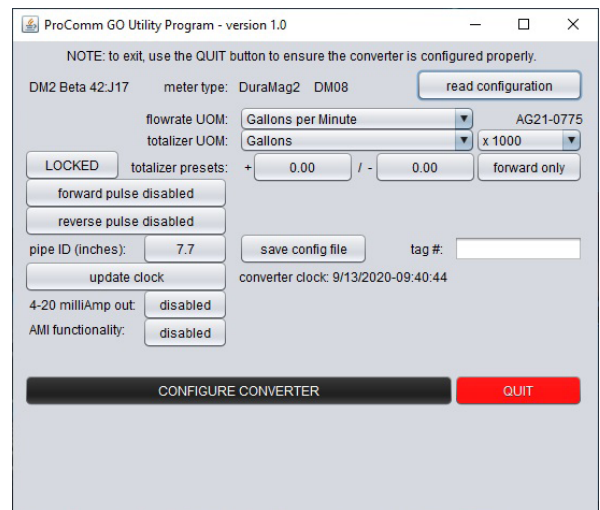 ProComm GO Utility Program - version 1.0
NOTE: to exit, use the QUIT button to ensure the converter is configured properly.
DM2 Beta 42:J17 meter type: DuraMag2 DM08 read configuration
flowrate UOM: Gallons per Minute AG21-0775
totalizer UOM: Gallons x 1000
LOCKED totalizer presets: + 0.00 / - 0.00 forward only
forward pulse disabled
reverse pulse disabled
pipe ID (inches): 7.7 save config file tag #:
update clock converter clock: 9/13/2020-09:40:44
4-20 milliAmp out: disabled
AMI functionality: disabled
CONFIGURE CONVERTER QUIT